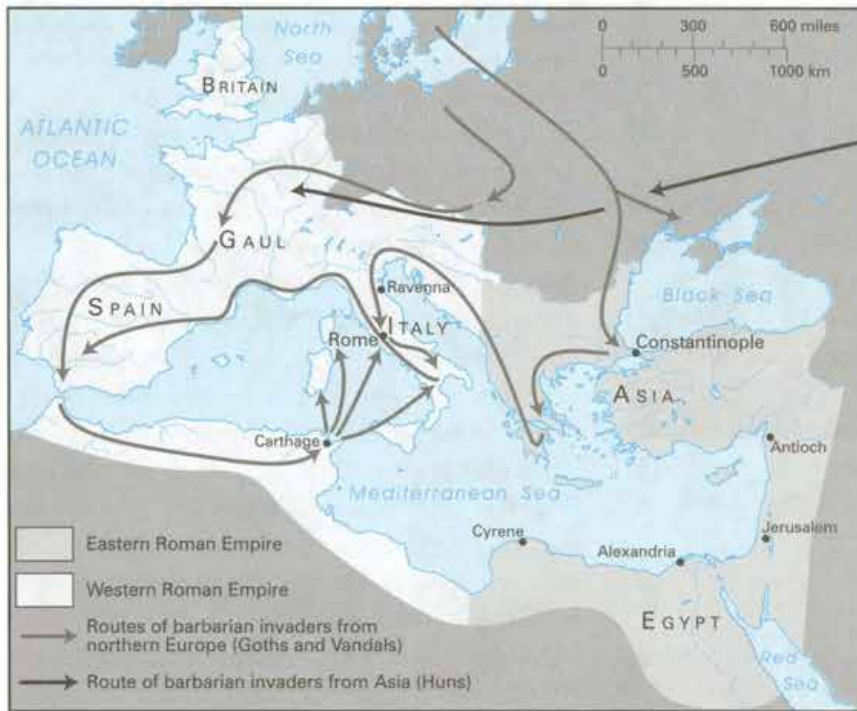 North
Sea
0 300 600 miles
0 500 1000 km
BRITAIN
ATLANTIC
OCEAN
GAUL
Ravenna
Black Sea
SPAIN
Rome
ITALY
Constantinople
ASIA
Carthage
Antioch
Mediterranean Sea
Cyrene
Jerusalem
Alexandria
EGYPT
Red
Sea
Eastern Roman Empire
Western Roman Empire
Routes of barbarian invaders from
northern Europe (Goths and Vandals)
Route of barbarian invaders from Asia (Huns)